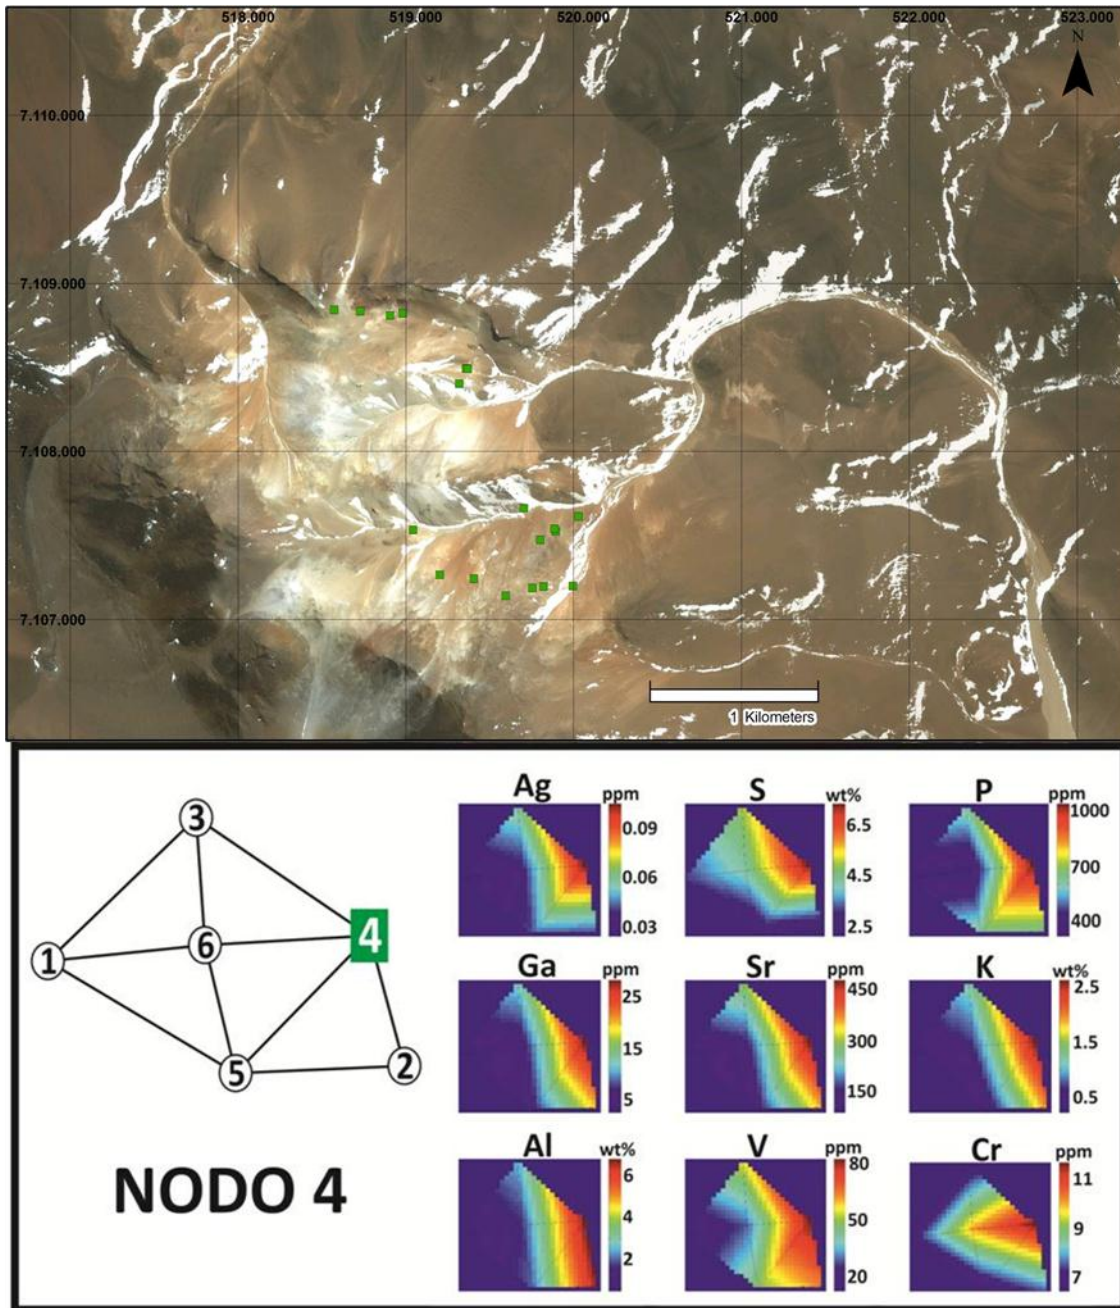 518.000 519.000 520.000 521.000 522.000 523.000
N
7.110.000
7.109.000
7.108.000
7.107.000
1 Kilometers
3
4
6
1
5
2
NODO 4
Ag ppm
0.09
0.06
0.03
S wt%
6.5
4.5
2.5
P ppm
1000
700
400
Ga ppm
25
15
5
Sr ppm
450
300
150
K wt%
2.5
1.5
0.5
Al wt%
6
4
2
V ppm
80
50
20
Cr ppm
11
9
7